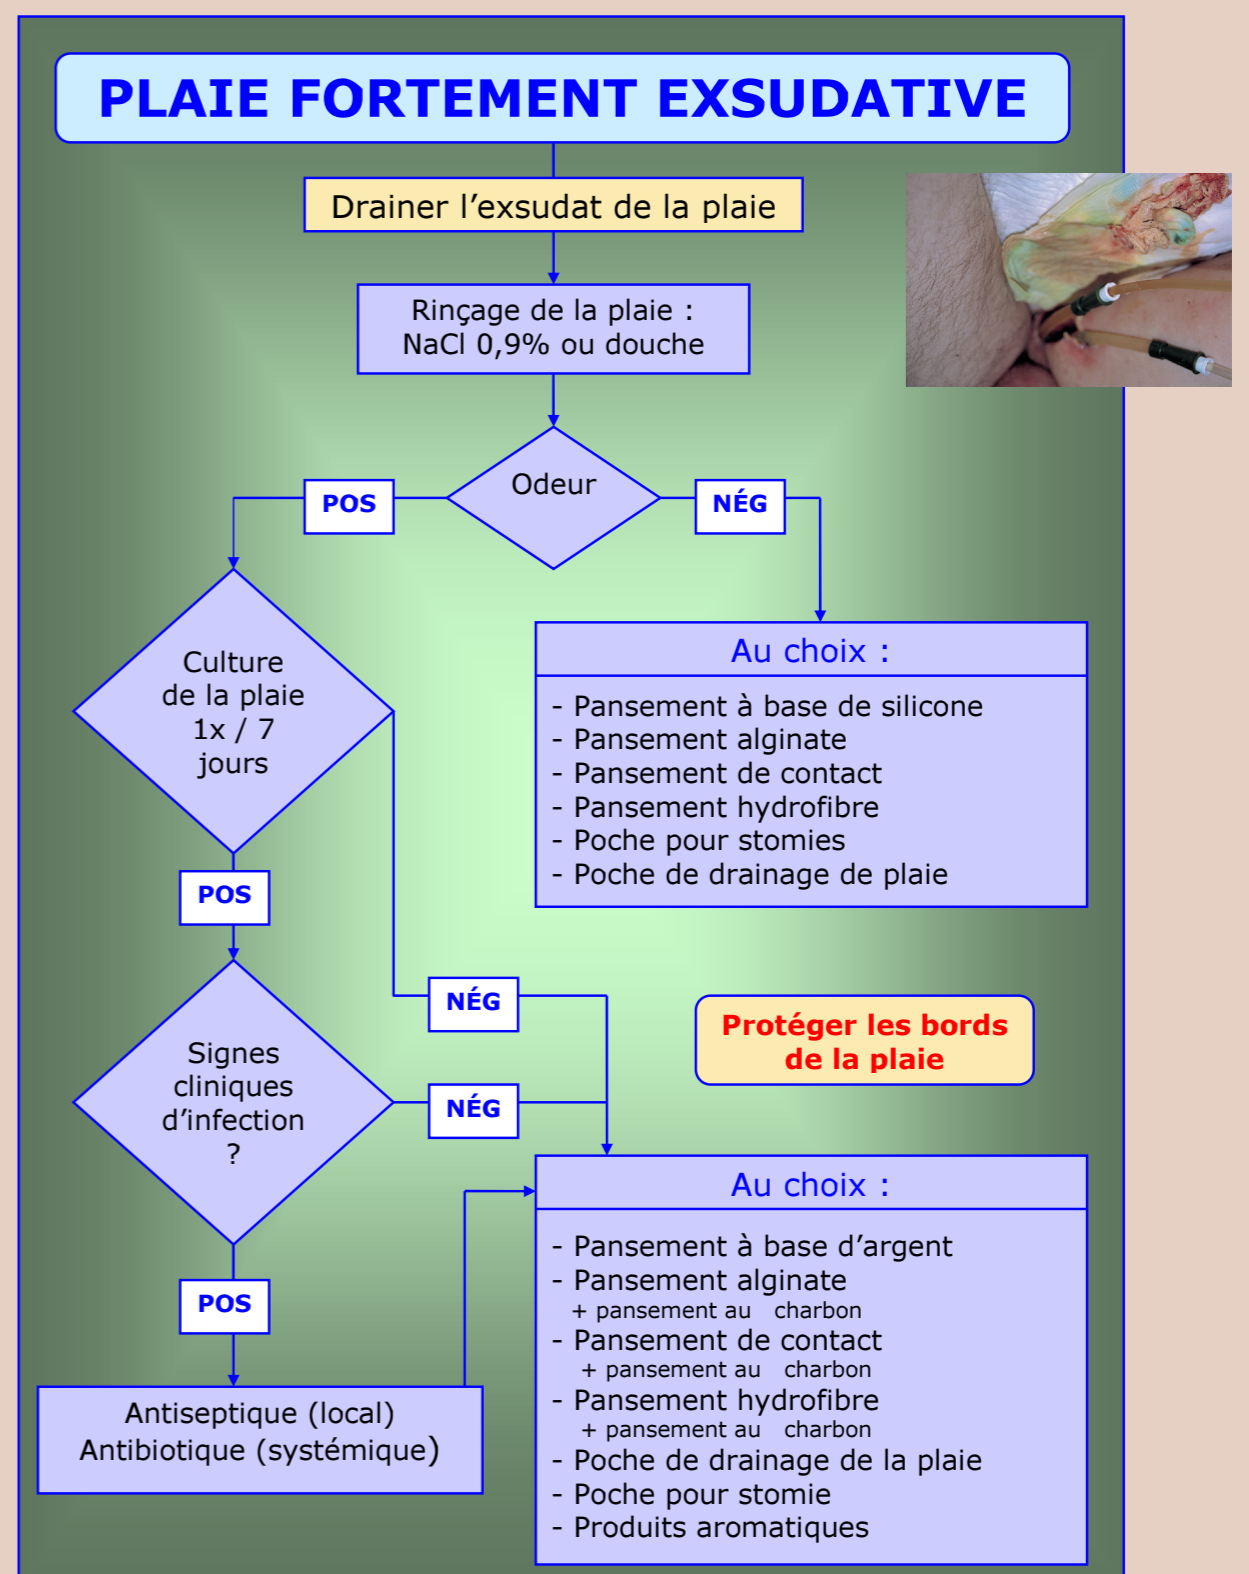 PLAIE FORTEMENT EXSUDATIVE
Drainer l’exsudat de la plaie
Rinçage de la plaie :
NaCl 0,9% ou douche
Odeur
POS
NÉG
Culture
de la plaie
1x / 7
jours
Au choix :
- Pansement à base de silicone
- Pansement alginate
- Pansement de contact
- Pansement hydrofibre
- Poche pour stomies
- Poche de drainage de plaie
POS
NÉG
Protéger les bords
de la plaie
Signes
cliniques
d’infection
?
NÉG
Au choix :
- Pansement à base d’argent
- Pansement alginate
+ pansement au charbon
- Pansement de contact
+ pansement au charbon
- Pansement hydrofibre
+ pansement au charbon
- Poche de drainage de la plaie
- Poche pour stomie
- Produits aromatiques
POS
Antiseptique (local)
Antibiotique (systémique)